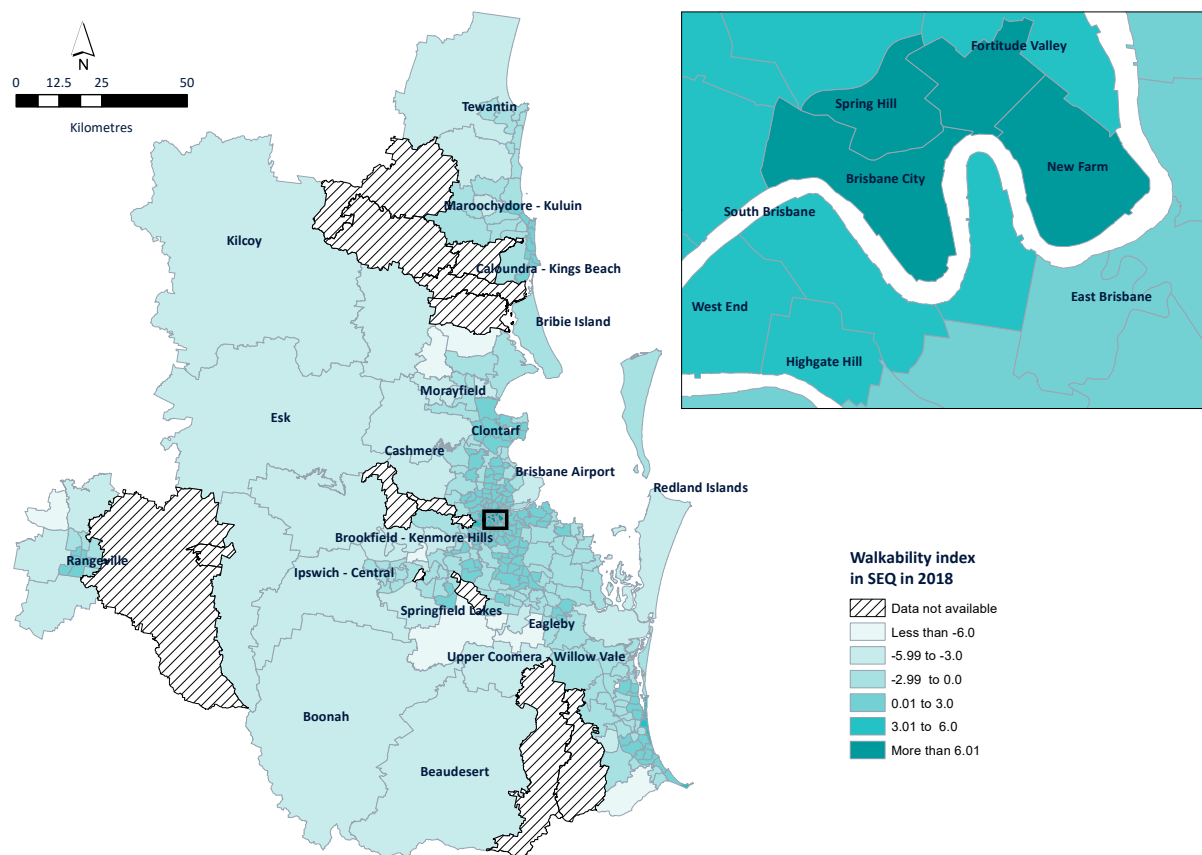 N
0 12.5 25 50
Kilometres
Tewantin
Maroochydore - Kuluin
Kilcoy
Caloundra - Kings Beach
Bribie Island
Morayfield
Esk
Clontarf
Cashmere
Brisbane Airport
Redland Islands
Brookfield - Kenmore Hills
Rangeville
Ipswich - Central
Springfield Lakes
Eagleby
Upper Coomera - Willow Vale
Boonah
Beaudesert
Fortitude Valley
Spring Hill
New Farm
Brisbane City
South Brisbane
East Brisbane
West End
Highgate Hill
Walkability index
in SEQ in 2018
Data not available
Less than -6.0
-5.99 to -3.0
-2.99 to 0.0
0.01 to 3.0
3.01 to 6.0
More than 6.01